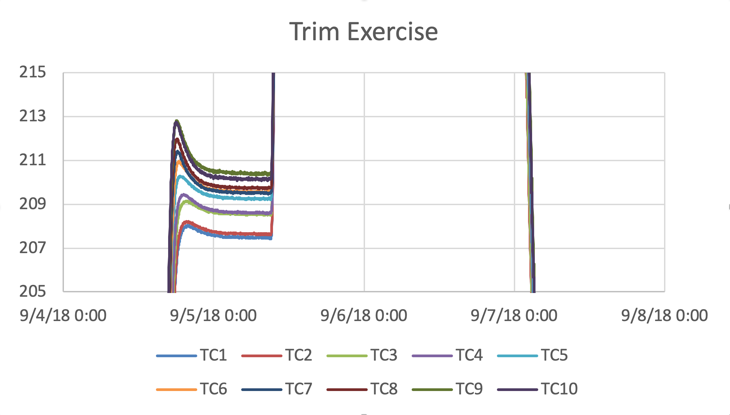 Trim Exercise
215
213
211
209
207
205
9/4/18 0:00 9/5/18 0:00 9/6/18 0:00 9/7/18 0:00 9/8/18 0:00
TC1 TC2 TC3 TC4 TC5
TC6 TC7 TC8 TC9 TC10